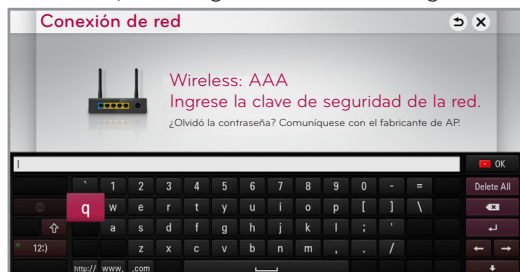 Conexión de red
Wireless: AAA
Ingrese la clave de seguridad de la red.
¿Olvidó la contraseña? Comuníquese con el fabricante de AP.
OK
` 1 2 3 4 5 6 7 8 9 0 - = Delete All
q w e r t y u i o p [ ] \
a s d f g h j k l ; '
12:) z x c v b n m , . /
http:// www. .com